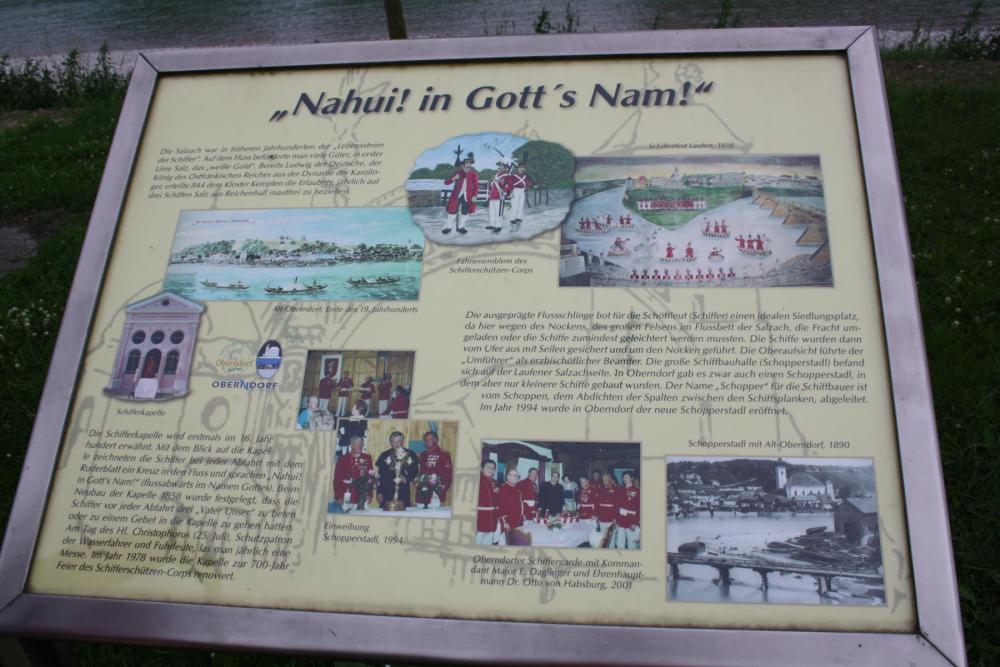 „Nahui! in Gott´s Nam!“
Die Salzach war in früheren Jahrhunderten der „Lebensstrom
der Schiffer“. Auf dem Fluss beförderte man viele Güter, in erster
Linie Salz, das „weiße Gold“. Bereits Ludwig der Deutsche, der
König des Ostfränkischen Reiches aus der Dynastie der Karolin-
ger, erteilte 844 dem Kloster Kempten die Erlaubnis, jährlich auf
drei Schiffen Salz aus Reichenhall mautfrei zu beziehen.
Alt-Oberndorf, Ende des 19. Jahrhunderts
Fahnenemblem des
Schifferschützen-Corps
Schifferfest Laufen, 1828
Die ausgeprägte Flussschlinge bot für die Schöffleut (Schiffer) einen idealen Siedlungsplatz,
da hier wegen des Nockens, des großen Felsens im Flussbett der Salzach, die Fracht um-
geladen oder die Schiffe zumindest geleichtert werden mussten. Die Schiffe wurden dann
vom Ufer aus mit Seilen gesichert und um den Nocken geführt. Die Oberaufsicht führte der
„Umführer“ als erzbischöflicher Beamter. Die große Schiffbauhalle (Schopperstadl) befand
sich auf der Laufener Salzachseite. In Oberndorf gab es zwar auch einen Schopperstadl, in
dem aber nur kleinere Schiffe gebaut wurden. Der Name „Schopper“ für die Schiffbauer ist
vom Schoppen, dem Abdichten der Spalten zwischen den Schiffsplanken, abgeleitet.
Im Jahr 1994 wurde in Oberndorf der neue Schopperstadl eröffnet.
Schifferkapelle
Oberndorf
OBERNDORF
Die Schifferkapelle wird erstmals im 16. Jahr-
hundert erwähnt. Mit dem Blick auf die Kapel-
le zeichneten die Schiffer bei jeder Abfahrt mit dem
Ruderblatt ein Kreuz in den Fluss und sprachen „Nahui!
in Gott's Nam!“ (flussabwärts im Namen Gottes). Beim
Neubau der Kapelle 1858 wurde festgelegt, dass die
Schiffer vor jeder Abfahrt drei „Vater Unser“ zu beten
oder zu einem Gebet in die Kapelle zu gehen hatten.
Am Tag des Hl. Christophorus (25. Juli), Schutzpatron
der Wasserfahrer und Fuhrleute, las man jährlich eine
Messe. Im Jahr 1978 wurde die Kapelle zur 700-Jahr
Feier des Schifferschützen-Corps renoviert.
Einweihung
Schopperstadl, 1994
Oberndorfer Schiffergarde mit Komman-
dant Major E. Daglinger und Ehrenhaupt-
mann Dr. Otto von Habsburg, 2001
Schopperstadl mit Alt-Oberndorf, 1890